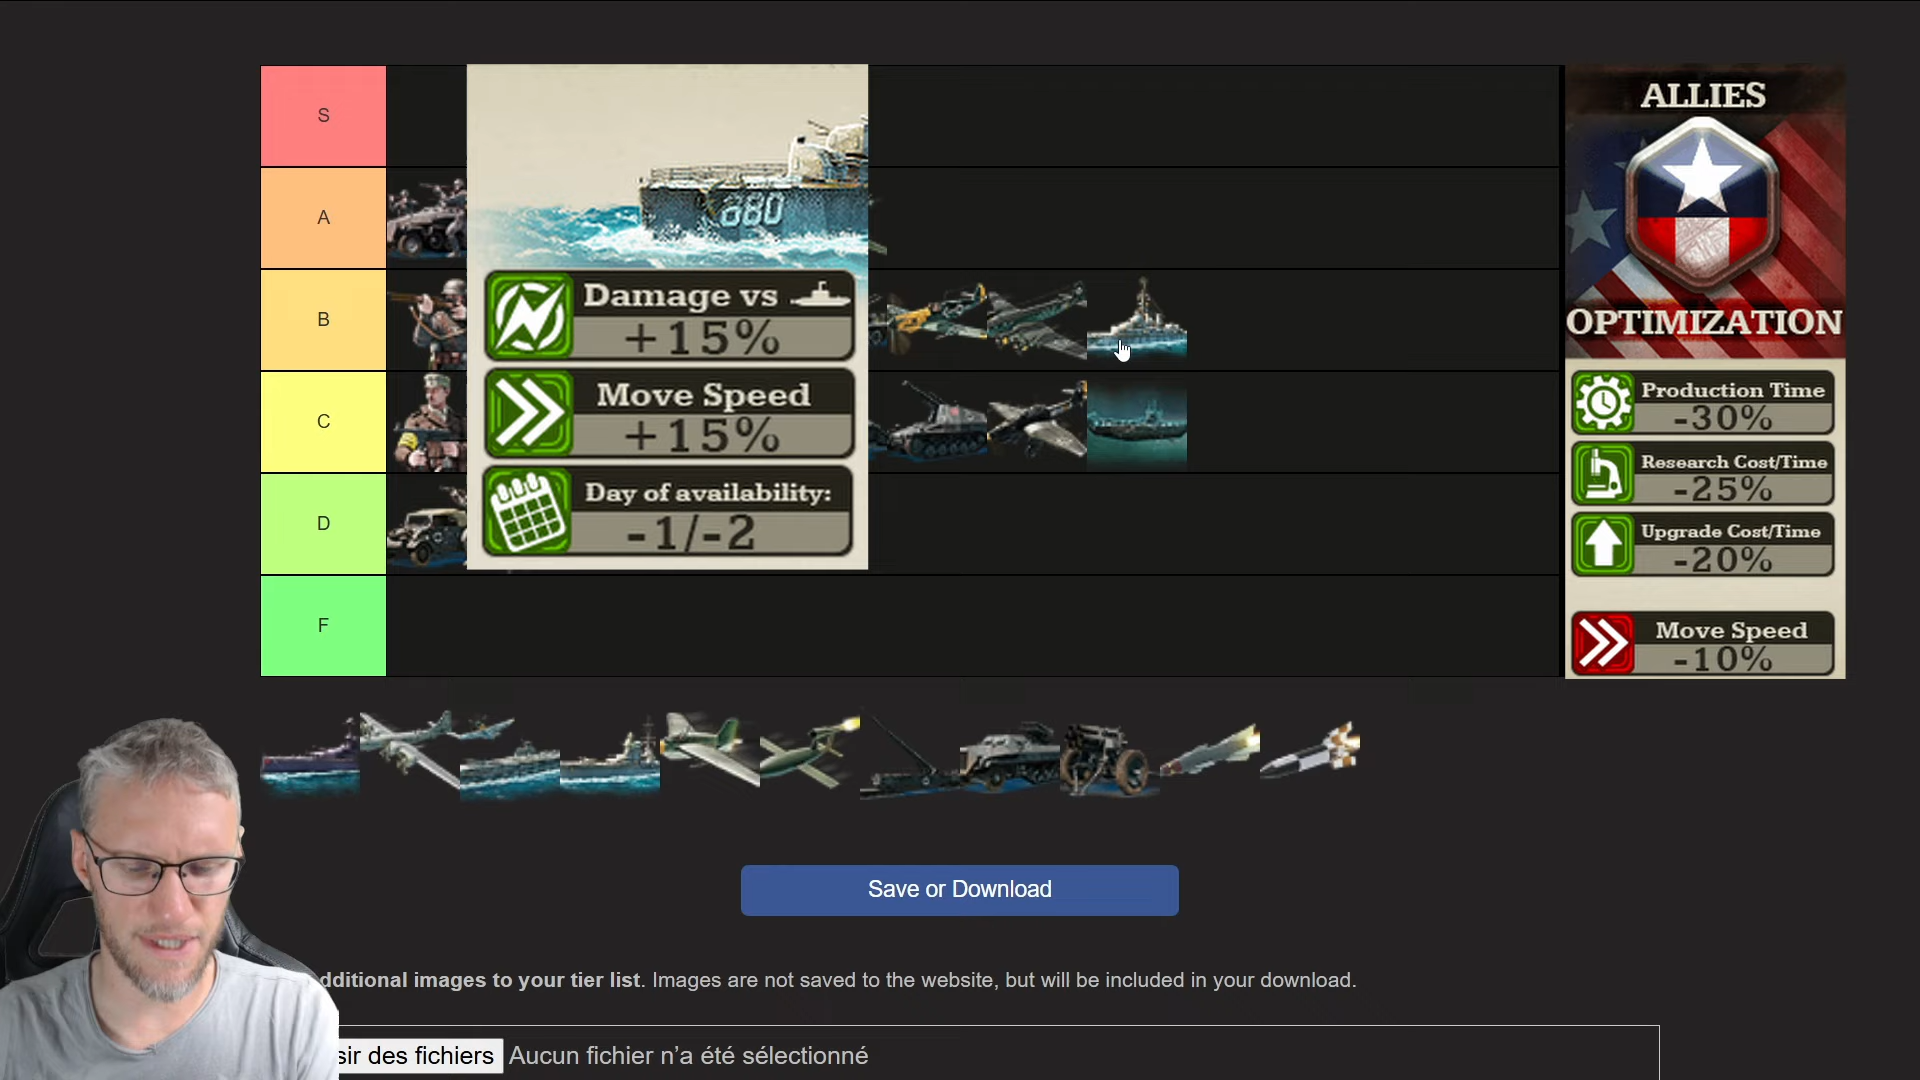 S
A
B
C
D
F
880
Damage vs
+15%
Move Speed
+15%
Day of availability:
-1/-2
ALLIES
OPTIMIZATION
Production Time
-30%
Research Cost/Time
-25%
Upgrade Cost/Time
-20%
Move Speed
-10%
Save or Download
dditional images to your tier list. Images are not saved to the website, but will be included in your download.
sir des fichiers Aucun fichier n'a été sélectionné